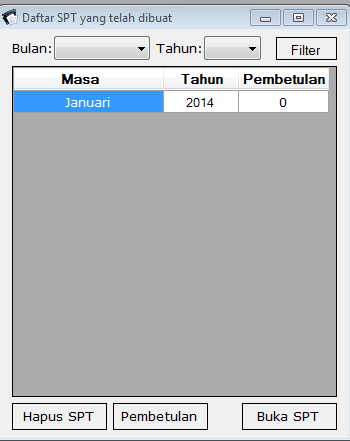 Daftar SPT yang telah dibuat
Bulan: Tahun: Filter
Masa Tahun Pembetulan
Januari 2014 0
Hapus SPT Pembetulan Buka SPT